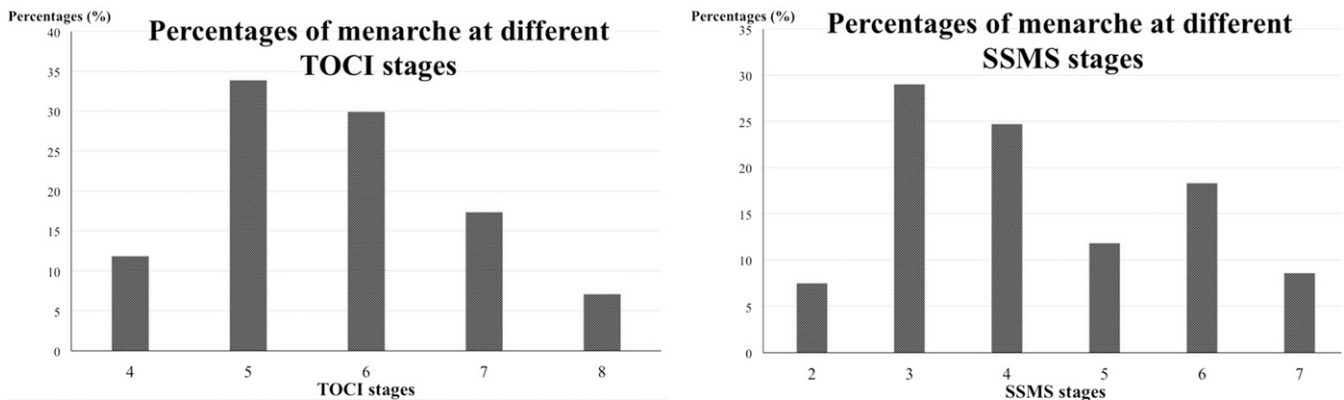 Percentages (%)
Percentages of menarche at different
TOCI stages
40
35
30
25
20
15
10
5
0
4 5 6 7 8
TOCI stages
Percentages (%)
Percentages of menarche at different
SSMS stages
35
30
25
20
15
10
5
0
2 3 4 5 6 7
SSMS stages